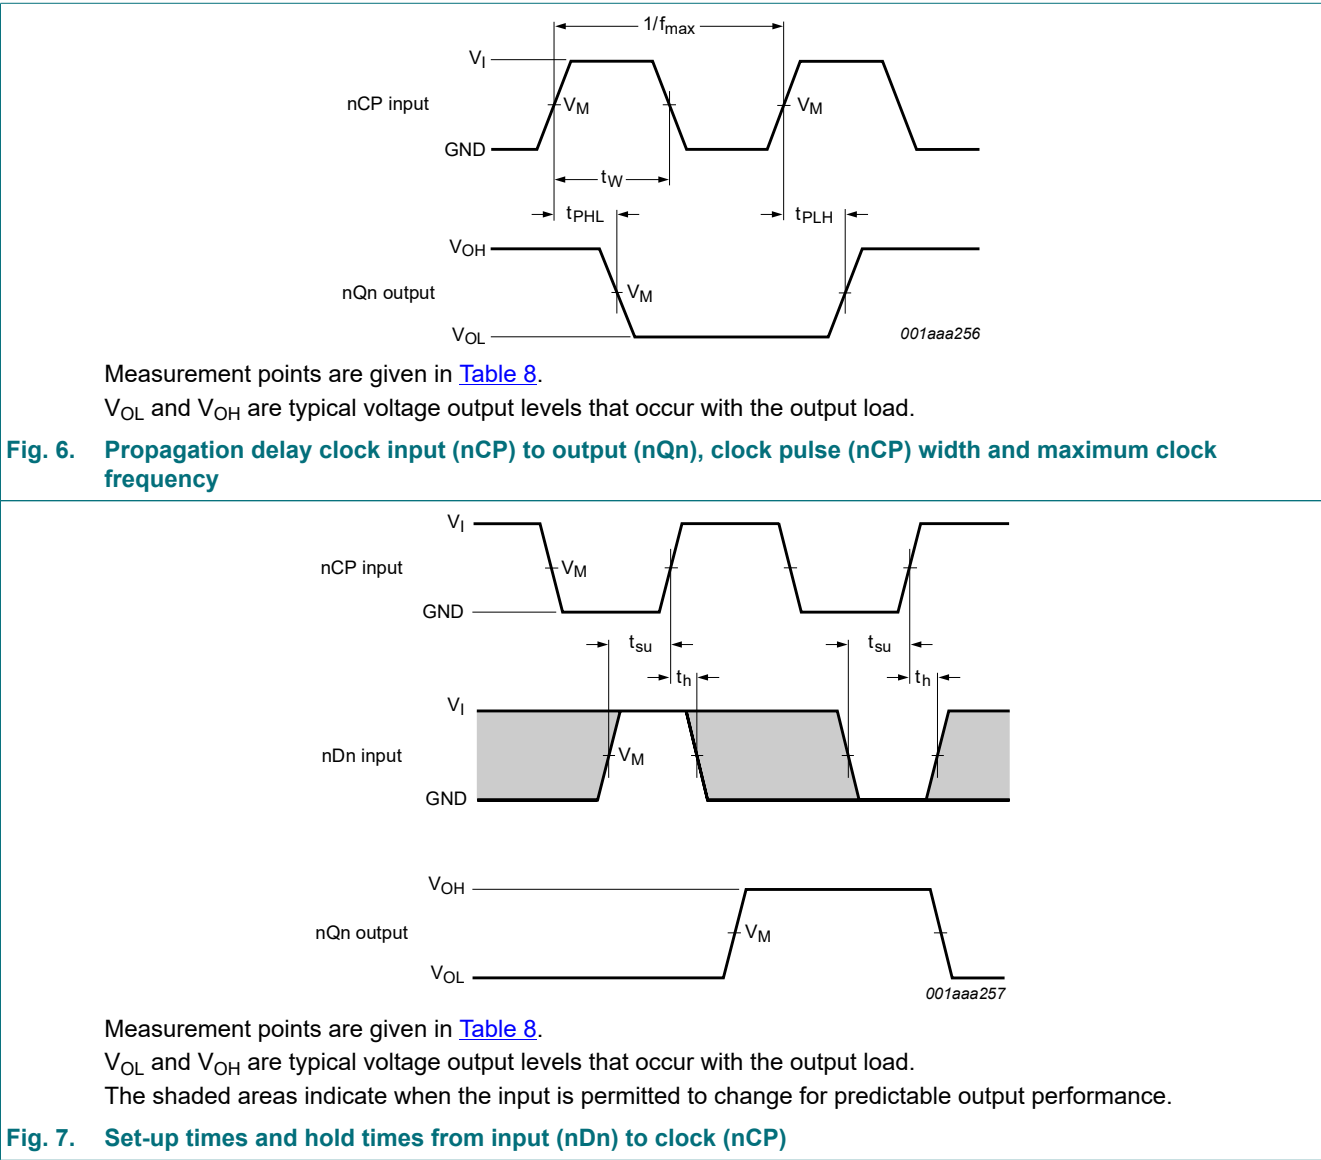 1/fmax
VI
nCP input
VM
VM
GND
tW
tPHL
tPLH
VOH
nQn output
VM
VOL
001aaa256
Measurement points are given in Table 8.
VOL and VOH are typical voltage output levels that occur with the output load.
Fig. 6. Propagation delay clock input (nCP) to output (nQn), clock pulse (nCP) width and maximum clock
frequency
VI
nCP input
VM
GND
tsu
tsu
th
th
VI
nDn input
VM
GND
VOH
nQn output
VM
VOL
001aaa257
Measurement points are given in Table 8.
VOL and VOH are typical voltage output levels that occur with the output load.
The shaded areas indicate when the input is permitted to change for predictable output performance.
Fig. 7. Set-up times and hold times from input (nDn) to clock (nCP)